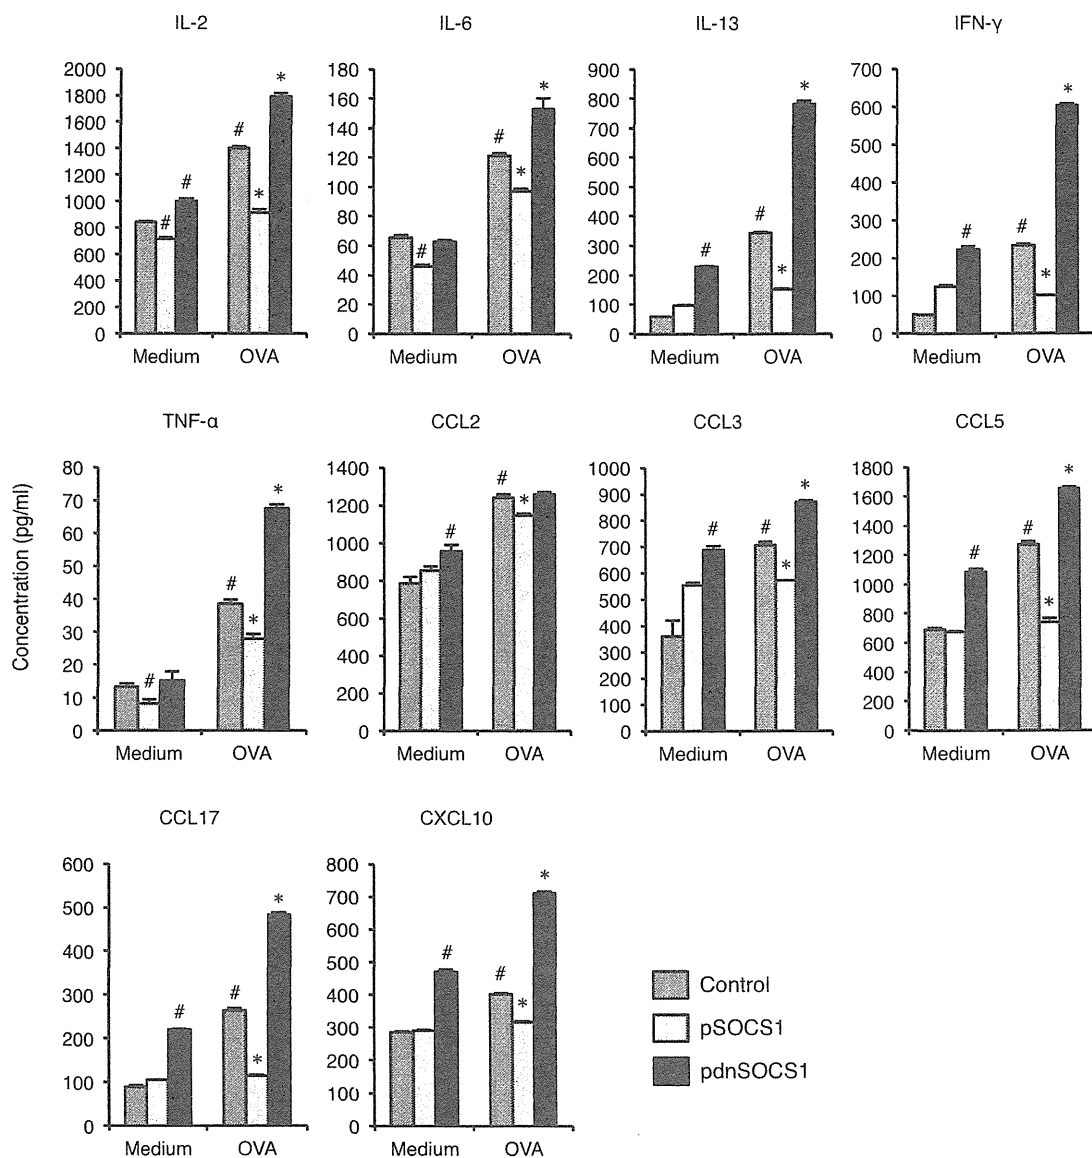 IL-2 IL-6 IL-13 IFN-γ
2000 1800 1600 1400 1200 1000 800 600 400 200 0
# # # * *
Medium OVA
180 160 140 120 100 80 60 40 20 0
# # * *
Medium OVA
900 800 700 600 500 400 300 200 100 0
# # * *
Medium OVA
700 600 500 400 300 200 100 0
# # * *
Medium OVA
Concentration (pg/ml)
TNF-α CCL2 CCL3 CCL5
80 70 60 50 40 30 20 10 0
# # * *
Medium OVA
1400 1200 1000 800 600 400 200 0
# # *
Medium OVA
1000 900 800 700 600 500 400 300 200 100 0
# # * *
Medium OVA
1800 1600 1400 1200 1000 800 600 400 200 0
# # * *
Medium OVA
CCL17 CXCL10
600 500 400 300 200 100 0
# # * *
Medium OVA
800 700 600 500 400 300 200 100 0
# # * *
Medium OVA
Control
pSOCS1
pdnSOCS1